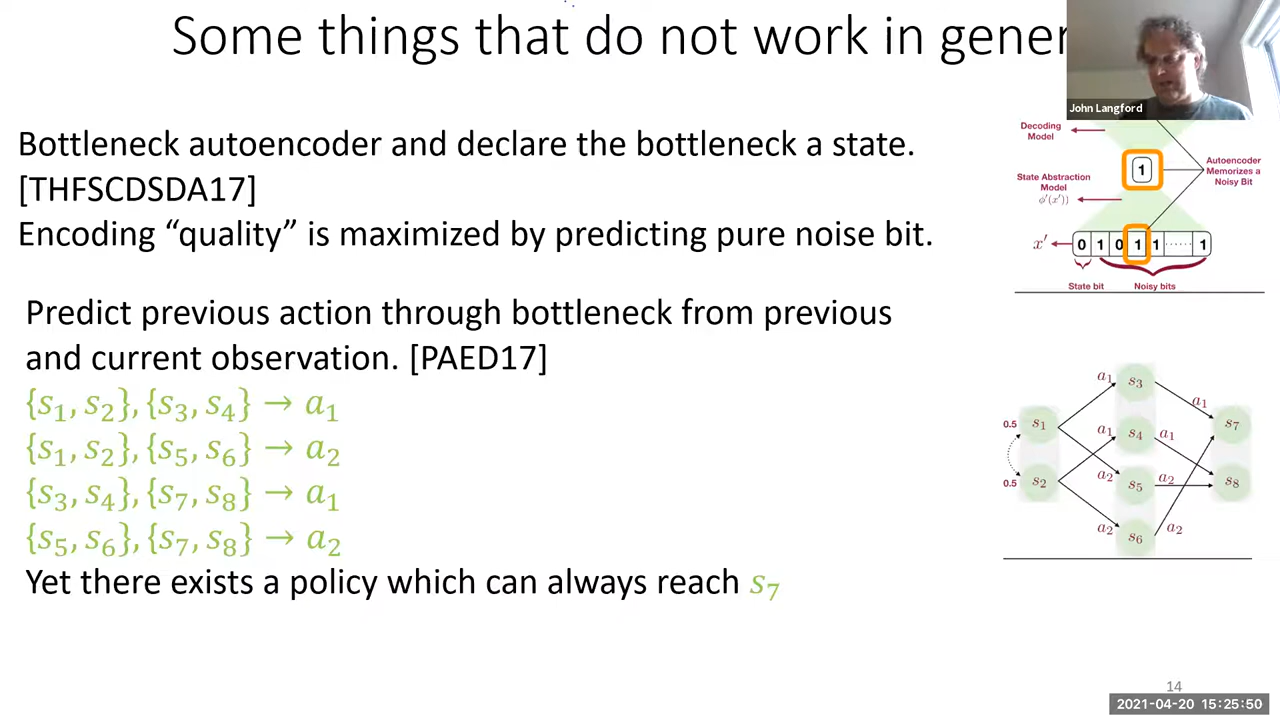 Some things that do not work in gener
John Langford
Bottleneck autoencoder and declare the bottleneck a state.
[THFSCDSDA17]
Encoding “quality” is maximized by predicting pure noise bit.
Decoding
Model
1
Autoencoder
Memorizes a
Noisy Bit
State Abstraction
Model
ϕ′(x′))
x′ 0 1 0 1 1 ...... 1
State bit Noisy bits
Predict previous action through bottleneck from previous
and current observation. [PAED17]
{s₁, s₂}, {s₃, s₄} → a₁
{s₁, s₂}, {s₅, s₆} → a₂
{s₃, s₄}, {s₇, s₈} → a₁
{s₅, s₆}, {s₇, s₈} → a₂
Yet there exists a policy which can always reach s₇
a₁ s₃
a₁
0.5 s₁ s₇
a₁ s₄ a₁
0.5 s₂ a₂ s₅ a₂ s₈
a₂ s₆ a₂
14
2021-04-20 15:25:50